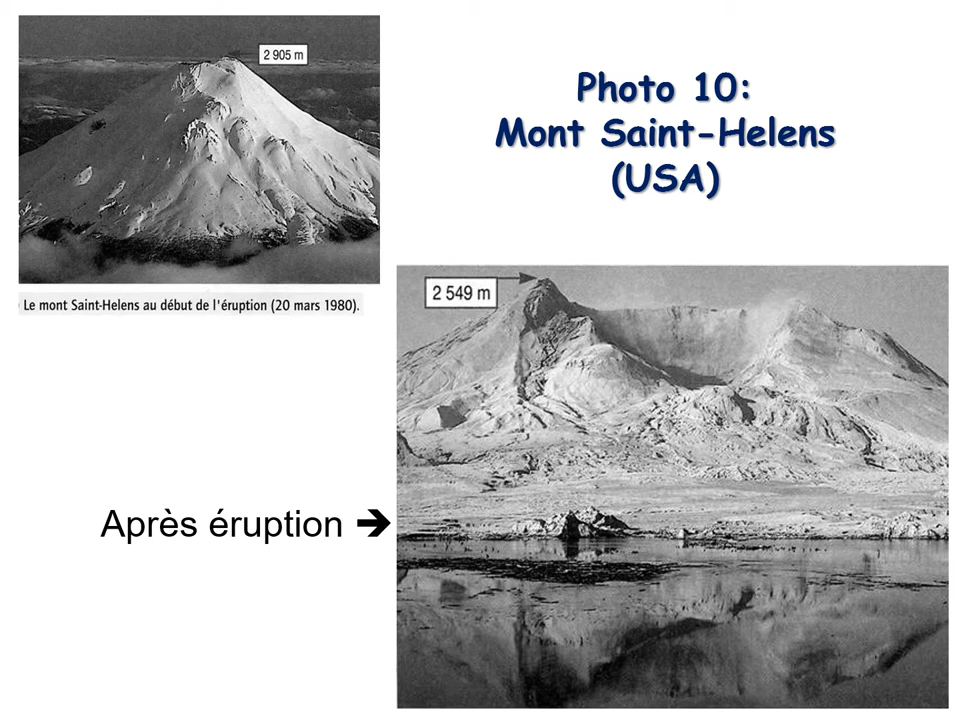 2 905 m
Photo 10:
Mont Saint-Helens
(USA)
Le mont Saint-Helens au début de l'éruption (20 mars 1980).
2 549 m
Après éruption ➔